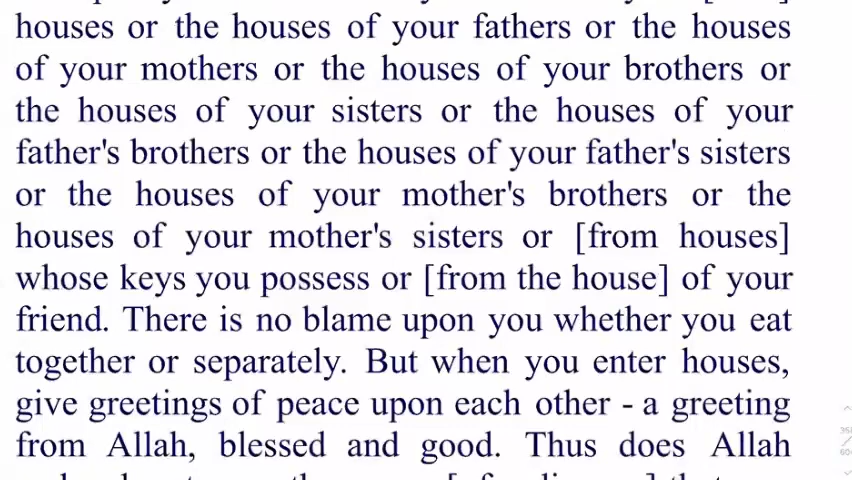 houses or the houses of your fathers or the houses
of your mothers or the houses of your brothers or
the houses of your sisters or the houses of your
father's brothers or the houses of your father's sisters
or the houses of your mother's brothers or the
houses of your mother's sisters or [from houses]
whose keys you possess or [from the house] of your
friend. There is no blame upon you whether you eat
together or separately. But when you enter houses,
give greetings of peace upon each other - a greeting
from Allah, blessed and good. Thus does Allah